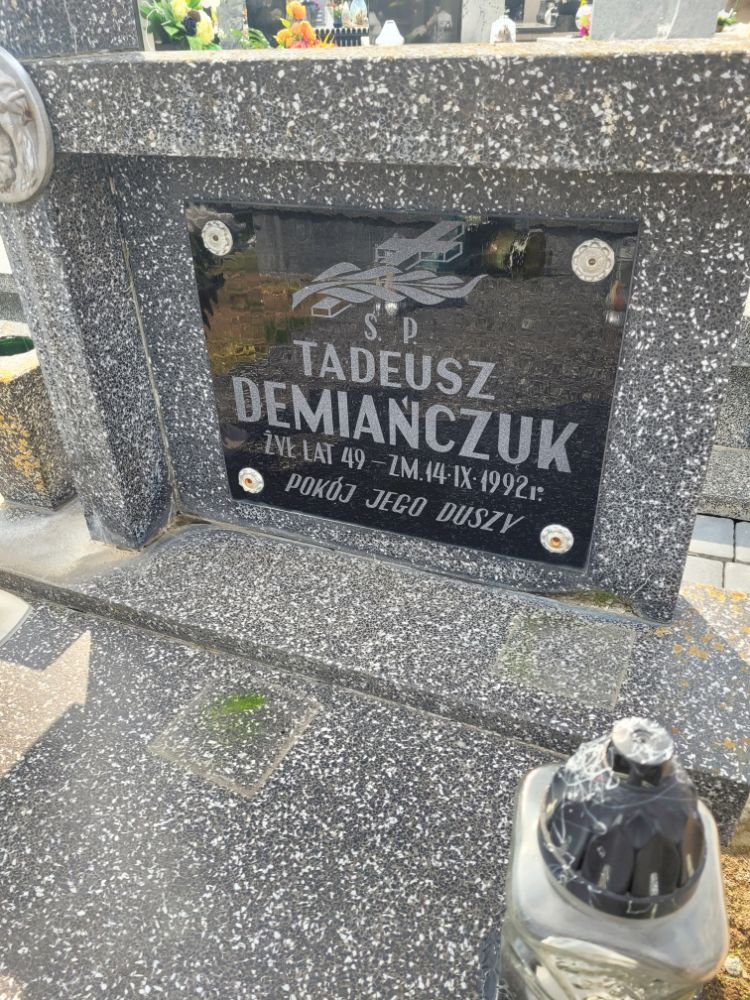 Ś. P.
TADEUSZ
DEMIAŃCZUK
ŻYŁ LAT 49 – ZM. 14·IX·1992 r.
POKÓJ JEGO DUSZY